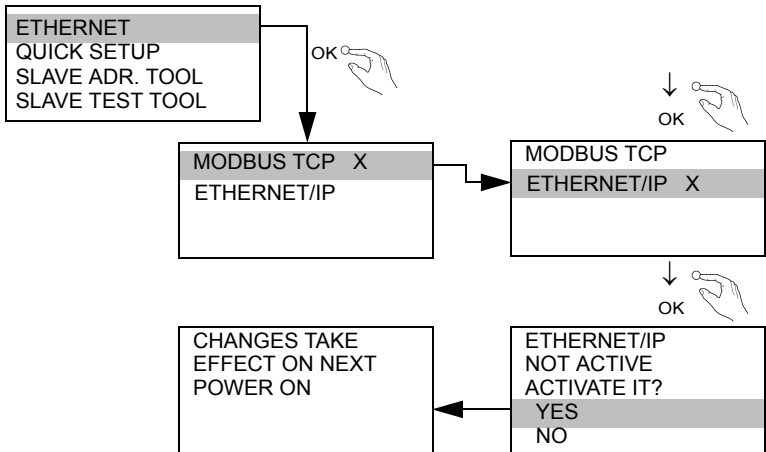 ETHERNET
QUICK SETUP
SLAVE ADR. TOOL
SLAVE TEST TOOL
OK
↓
OK
MODBUS TCP X
ETHERNET/IP
MODBUS TCP
ETHERNET/IP X
↓
OK
CHANGES TAKE
EFFECT ON NEXT
POWER ON
ETHERNET/IP
NOT ACTIVE
ACTIVATE IT?
YES
NO